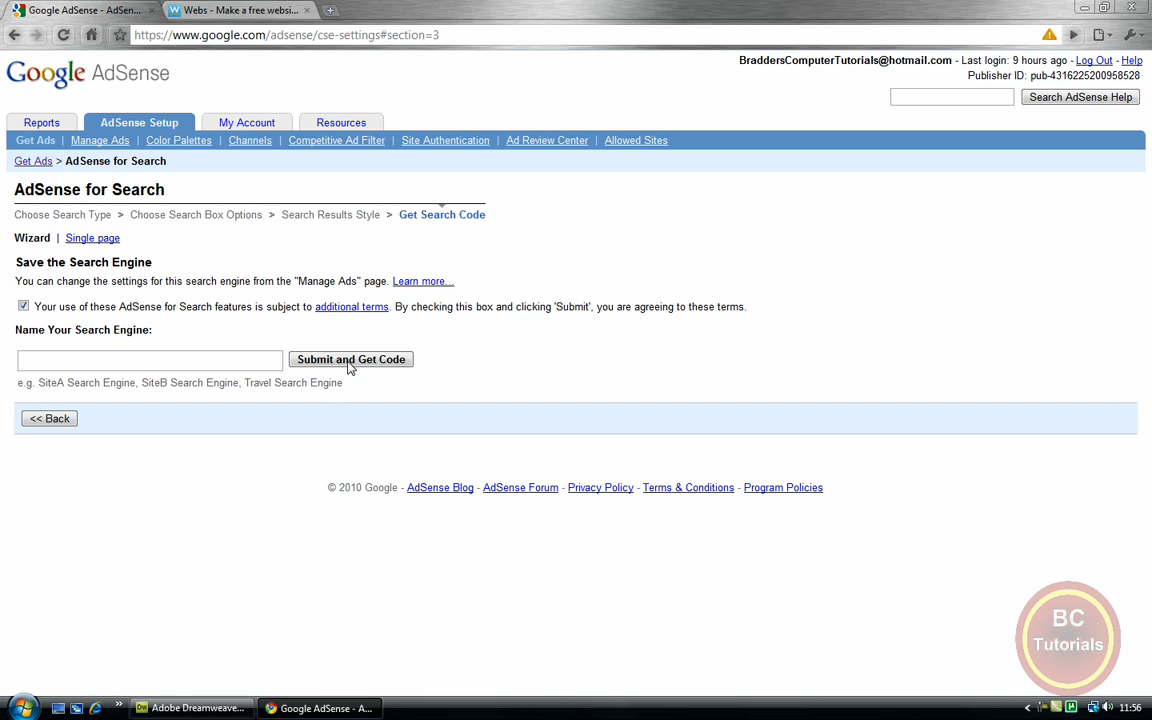 Google AdSense - AdSen...
Webs - Make a free websi...
https://www.google.com/adsense/cse-settings#section=3
Google AdSense
BraddersComputerTutorials@hotmail.com - Last login: 9 hours ago - Log Out - Help
Publisher ID: pub-4316225200958528
Search AdSense Help
Reports AdSense Setup My Account Resources
Get Ads | Manage Ads | Color Palettes | Channels | Competitive Ad Filter | Site Authentication | Ad Review Center | Allowed Sites
Get Ads > AdSense for Search
AdSense for Search
Choose Search Type > Choose Search Box Options > Search Results Style > Get Search Code
Wizard | Single page
Save the Search Engine
You can change the settings for this search engine from the "Manage Ads" page. Learn more...
Your use of these AdSense for Search features is subject to additional terms. By checking this box and clicking 'Submit', you are agreeing to these terms.
Name Your Search Engine:
Submit and Get Code
e.g. SiteA Search Engine, SiteB Search Engine, Travel Search Engine
<< Back
© 2010 Google - AdSense Blog - AdSense Forum - Privacy Policy - Terms & Conditions - Program Policies
BC
Tutorials
Adobe Dreamweave...
Google AdSense - A...
11:56